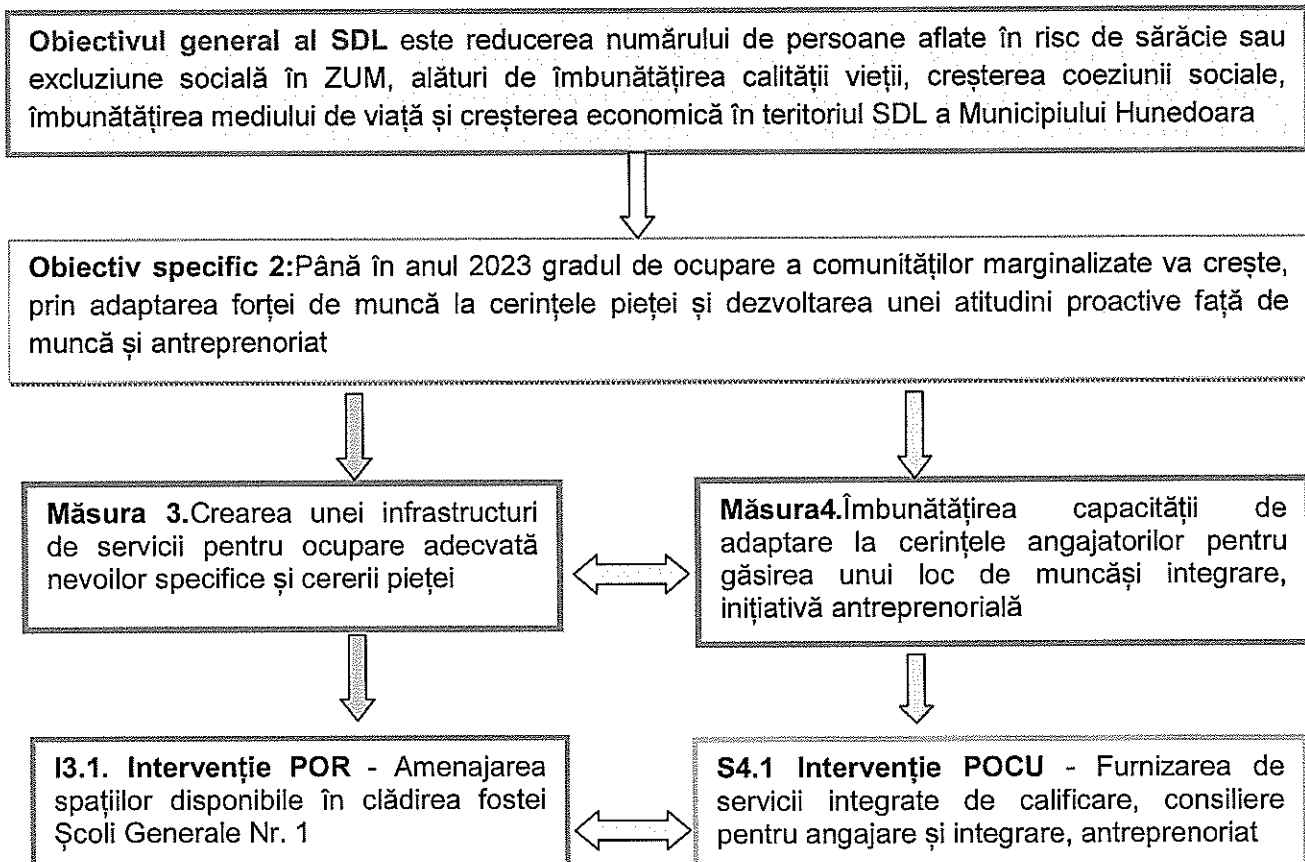 Obiectivul general al SDL este reducerea numărului de persoane aflate în risc de sărăcie sau
excluziune socială în ZUM, alături de îmbunătățirea calității vieții, creșterea coeziunii sociale,
îmbunătățirea mediului de viață și creșterea economică în teritoriul SDL a Municipiului Hunedoara
Obiectiv specific 2:Până în anul 2023 gradul de ocupare a comunităților marginalizate va crește,
prin adaptarea forței de muncă la cerințele pieței și dezvoltarea unei atitudini proactive față de
muncă și antreprenoriat
Măsura 3.Crearea unei infrastructuri
de servicii pentru ocupare adecvată
nevoilor specifice și cererii pieței
Măsura4.Îmbunătățirea capacității de
adaptare la cerințele angajatorilor pentru
găsirea unui loc de muncăși integrare,
inițiativă antreprenorială
I3.1. Intervenție POR - Amenajarea
spațiilor disponibile în clădirea fostei
Școli Generale Nr. 1
S4.1 Intervenție POCU - Furnizarea de
servicii integrate de calificare, consiliere
pentru angajare și integrare, antreprenoriat